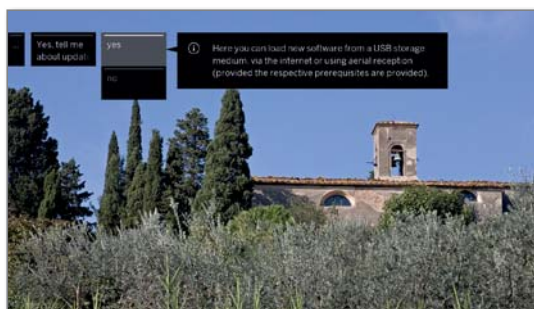 Yes, tell me
about updat
yes
no
Here you can load new software from a USB storage
medium, via the internet or using aerial reception
(provided the respective prerequisites are provided).